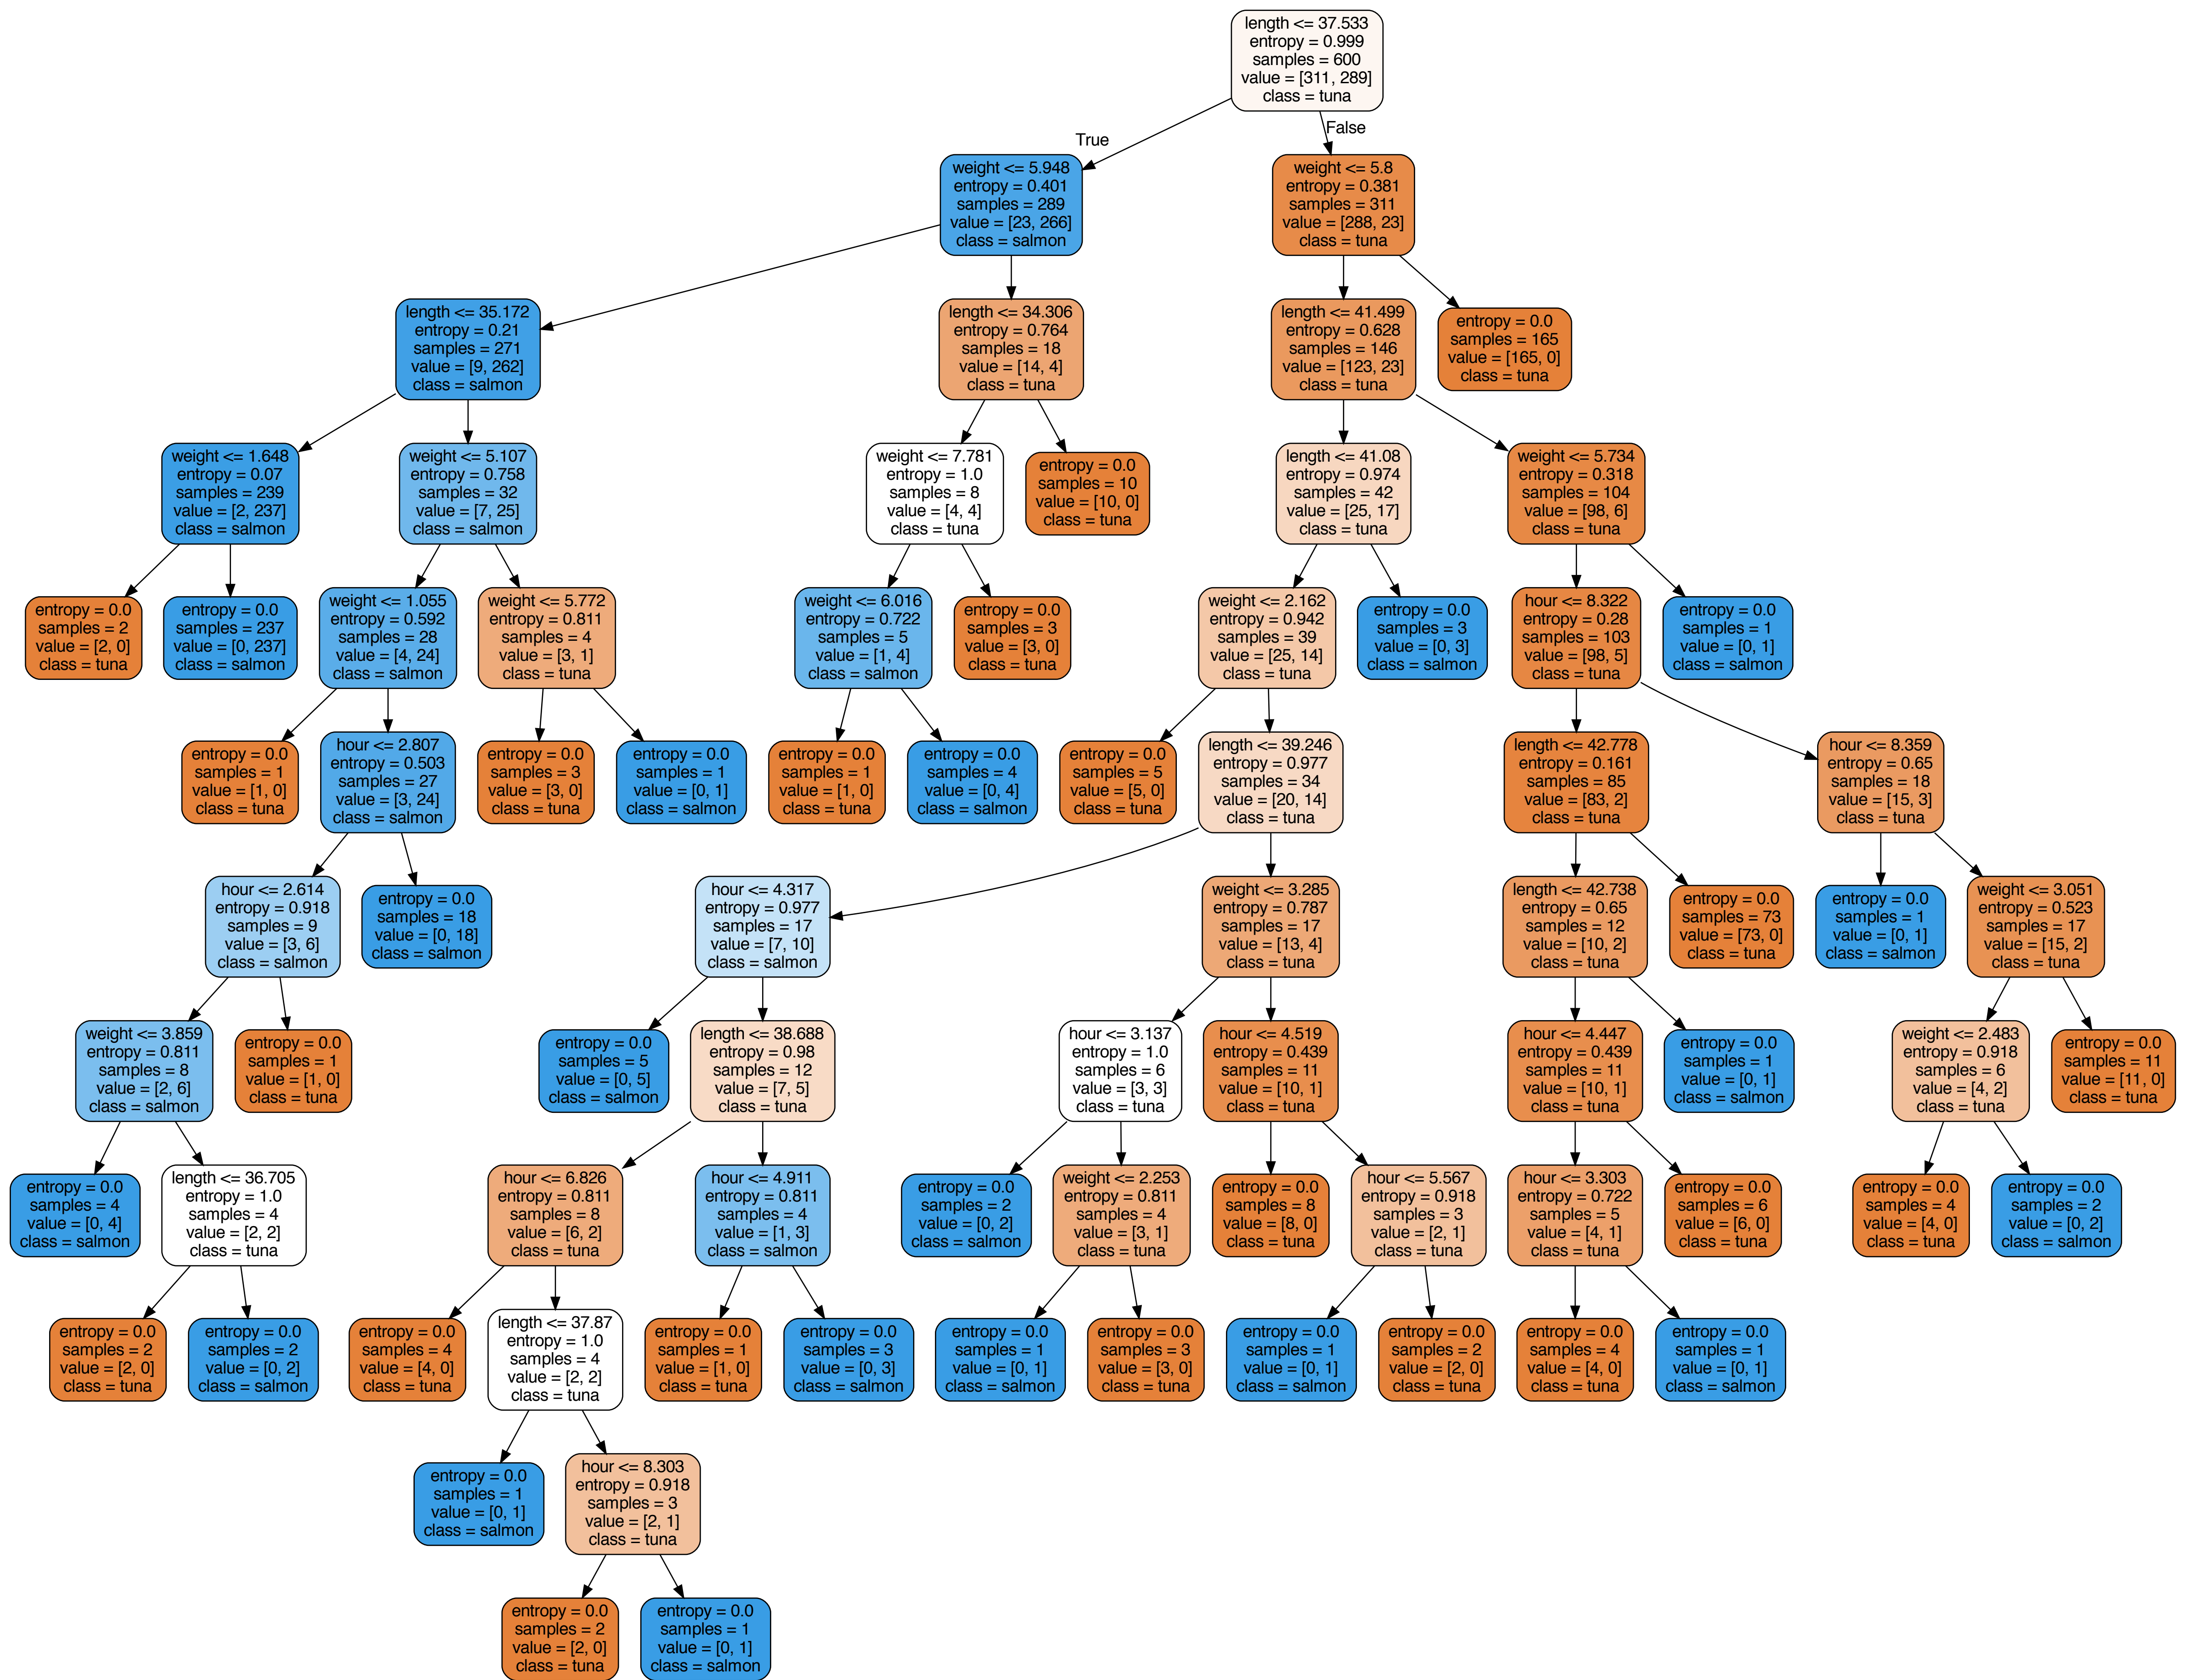 length <= 37.533
entropy = 0.999
samples = 600
value = [311, 289]
class = tuna
True
False
weight <= 5.948
entropy = 0.401
samples = 289
value = [23, 266]
class = salmon
weight <= 5.8
entropy = 0.381
samples = 311
value = [288, 23]
class = tuna
length <= 35.172
entropy = 0.21
samples = 271
value = [9, 262]
class = salmon
length <= 34.306
entropy = 0.764
samples = 18
value = [14, 4]
class = tuna
length <= 41.499
entropy = 0.628
samples = 146
value = [123, 23]
class = tuna
entropy = 0.0
samples = 165
value = [165, 0]
class = tuna
weight <= 1.648
entropy = 0.07
samples = 239
value = [2, 237]
class = salmon
weight <= 5.107
entropy = 0.758
samples = 32
value = [7, 25]
class = salmon
weight <= 7.781
entropy = 1.0
samples = 8
value = [4, 4]
class = tuna
entropy = 0.0
samples = 10
value = [10, 0]
class = tuna
length <= 41.08
entropy = 0.974
samples = 42
value = [25, 17]
class = tuna
weight <= 5.734
entropy = 0.318
samples = 104
value = [98, 6]
class = tuna
entropy = 0.0
samples = 2
value = [2, 0]
class = tuna
entropy = 0.0
samples = 237
value = [0, 237]
class = salmon
weight <= 1.055
entropy = 0.592
samples = 28
value = [4, 24]
class = salmon
weight <= 5.772
entropy = 0.811
samples = 4
value = [3, 1]
class = tuna
weight <= 6.016
entropy = 0.722
samples = 5
value = [1, 4]
class = salmon
entropy = 0.0
samples = 3
value = [3, 0]
class = tuna
weight <= 2.162
entropy = 0.942
samples = 39
value = [25, 14]
class = tuna
entropy = 0.0
samples = 3
value = [0, 3]
class = salmon
hour <= 8.322
entropy = 0.28
samples = 103
value = [98, 5]
class = tuna
entropy = 0.0
samples = 1
value = [0, 1]
class = salmon
entropy = 0.0
samples = 1
value = [1, 0]
class = tuna
hour <= 2.807
entropy = 0.503
samples = 27
value = [3, 24]
class = salmon
entropy = 0.0
samples = 3
value = [3, 0]
class = tuna
entropy = 0.0
samples = 1
value = [0, 1]
class = salmon
entropy = 0.0
samples = 1
value = [1, 0]
class = tuna
entropy = 0.0
samples = 4
value = [0, 4]
class = salmon
entropy = 0.0
samples = 5
value = [5, 0]
class = tuna
length <= 39.246
entropy = 0.977
samples = 34
value = [20, 14]
class = tuna
length <= 42.778
entropy = 0.161
samples = 85
value = [83, 2]
class = tuna
hour <= 8.359
entropy = 0.65
samples = 18
value = [15, 3]
class = tuna
hour <= 2.614
entropy = 0.918
samples = 9
value = [3, 6]
class = salmon
entropy = 0.0
samples = 18
value = [0, 18]
class = salmon
hour <= 4.317
entropy = 0.977
samples = 17
value = [7, 10]
class = salmon
weight <= 3.285
entropy = 0.787
samples = 17
value = [13, 4]
class = tuna
length <= 42.738
entropy = 0.65
samples = 12
value = [10, 2]
class = tuna
entropy = 0.0
samples = 73
value = [73, 0]
class = tuna
entropy = 0.0
samples = 1
value = [0, 1]
class = salmon
weight <= 3.051
entropy = 0.523
samples = 17
value = [15, 2]
class = tuna
weight <= 3.859
entropy = 0.811
samples = 8
value = [2, 6]
class = salmon
entropy = 0.0
samples = 1
value = [1, 0]
class = tuna
entropy = 0.0
samples = 5
value = [0, 5]
class = salmon
length <= 38.688
entropy = 0.98
samples = 12
value = [7, 5]
class = tuna
hour <= 3.137
entropy = 1.0
samples = 6
value = [3, 3]
class = tuna
hour <= 4.519
entropy = 0.439
samples = 11
value = [10, 1]
class = tuna
hour <= 4.447
entropy = 0.439
samples = 11
value = [10, 1]
class = tuna
entropy = 0.0
samples = 1
value = [0, 1]
class = salmon
weight <= 2.483
entropy = 0.918
samples = 6
value = [4, 2]
class = tuna
entropy = 0.0
samples = 11
value = [11, 0]
class = tuna
entropy = 0.0
samples = 4
value = [0, 4]
class = salmon
length <= 36.705
entropy = 1.0
samples = 4
value = [2, 2]
class = tuna
hour <= 6.826
entropy = 0.811
samples = 8
value = [6, 2]
class = tuna
hour <= 4.911
entropy = 0.811
samples = 4
value = [1, 3]
class = salmon
entropy = 0.0
samples = 2
value = [0, 2]
class = salmon
weight <= 2.253
entropy = 0.811
samples = 4
value = [3, 1]
class = tuna
entropy = 0.0
samples = 8
value = [8, 0]
class = tuna
hour <= 5.567
entropy = 0.918
samples = 3
value = [2, 1]
class = tuna
hour <= 3.303
entropy = 0.722
samples = 5
value = [4, 1]
class = tuna
entropy = 0.0
samples = 6
value = [6, 0]
class = tuna
entropy = 0.0
samples = 4
value = [4, 0]
class = tuna
entropy = 0.0
samples = 2
value = [0, 2]
class = salmon
entropy = 0.0
samples = 2
value = [2, 0]
class = tuna
entropy = 0.0
samples = 2
value = [0, 2]
class = salmon
entropy = 0.0
samples = 4
value = [4, 0]
class = tuna
length <= 37.87
entropy = 1.0
samples = 4
value = [2, 2]
class = tuna
entropy = 0.0
samples = 1
value = [1, 0]
class = tuna
entropy = 0.0
samples = 3
value = [0, 3]
class = salmon
entropy = 0.0
samples = 1
value = [0, 1]
class = salmon
entropy = 0.0
samples = 3
value = [3, 0]
class = tuna
entropy = 0.0
samples = 1
value = [0, 1]
class = salmon
entropy = 0.0
samples = 2
value = [2, 0]
class = tuna
entropy = 0.0
samples = 4
value = [4, 0]
class = tuna
entropy = 0.0
samples = 1
value = [0, 1]
class = salmon
entropy = 0.0
samples = 1
value = [0, 1]
class = salmon
hour <= 8.303
entropy = 0.918
samples = 3
value = [2, 1]
class = tuna
entropy = 0.0
samples = 2
value = [2, 0]
class = tuna
entropy = 0.0
samples = 1
value = [0, 1]
class = salmon